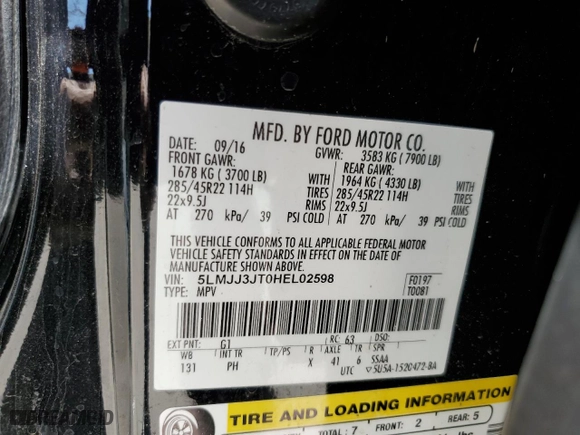 MFD. BY FORD MOTOR CO.
DATE: 09/16 GVWR: 3583 KG ( 7900 LB)
FRONT GAWR: REAR GAWR:
1678 KG ( 3700 LB) WITH 1964 KG ( 4330 LB) WITH
285/45R22 114H TIRES 285/45R22 114H TIRES
22x9.5J RIMS 22x9.5J RIMS
AT 270 kPa/ 39 PSI COLD AT 270 kPa/ 39 PSI COLD
THIS VEHICLE CONFORMS TO ALL APPLICABLE FEDERAL MOTOR
VEHICLE SAFETY STANDARDS IN EFFECT ON THE DATE OF
MANUFACTURE SHOWN ABOVE.
VIN: 5LMJJ3JT0HEL02598 F0197
TYPE: MPV T0081
EXT PNT: G1 RC: 63 DSO:
WB INT TR TP/PS R AXLE TR SPR
131 PH X 41 6 SSAA
UTC 5U5A-1520472-BA
TIRE AND LOADING INFORMATION
TOTAL: 7 FRONT: 2 REAR: 5